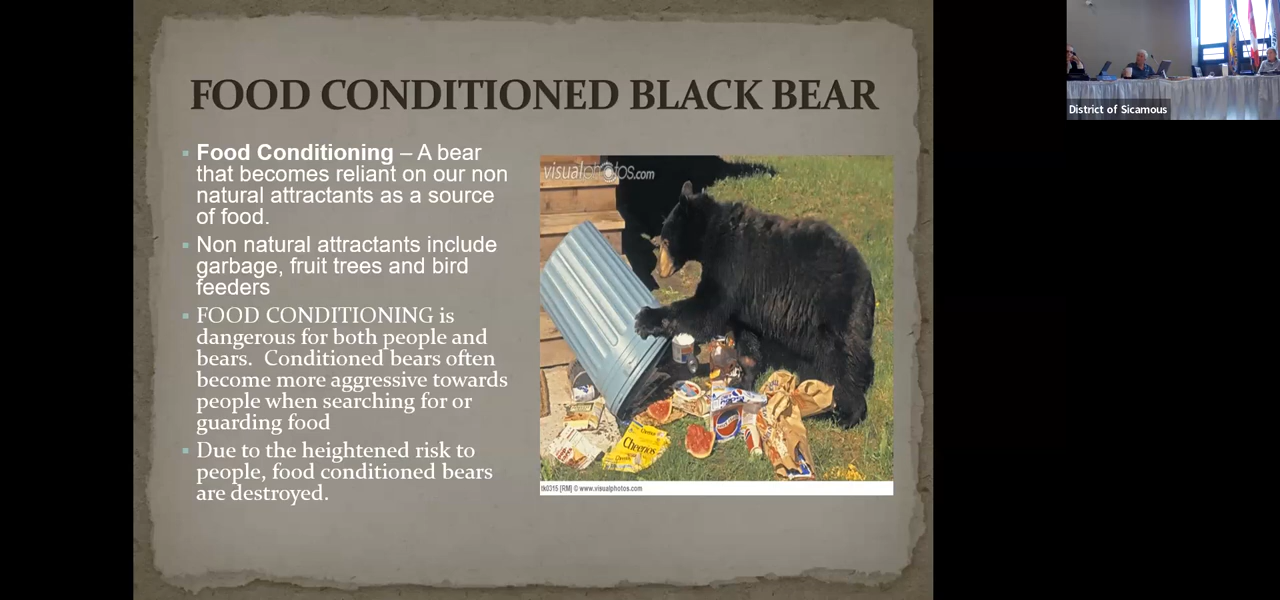 FOOD CONDITIONED BLACK BEAR
▪ Food Conditioning – A bear
that becomes reliant on our non
natural attractants as a source
of food.
▪ Non natural attractants include
garbage, fruit trees and bird
feeders
▪ FOOD CONDITIONING is
dangerous for both people and
bears.  Conditioned bears often
become more aggressive towards
people when searching for or
guarding food
▪ Due to the heightened risk to
people, food conditioned bears
are destroyed.
visualphotos.com
Cheerios
tk0315 [RM] © www.visualphotos.com
District of Sicamous